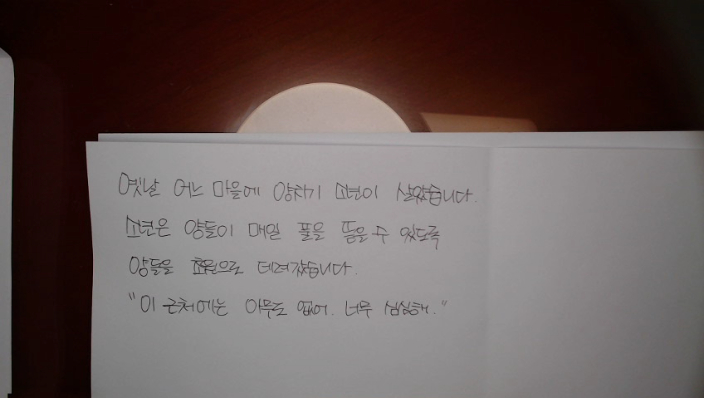 옛날 어느 마을에 양치기 소년이 살았습니다.
소년은 양들이 매일 풀을 뜯을 수 있도록
양들을 초원으로 데려갔습니다.
"이 근처에는 아무도 없어. 너무 심심해."